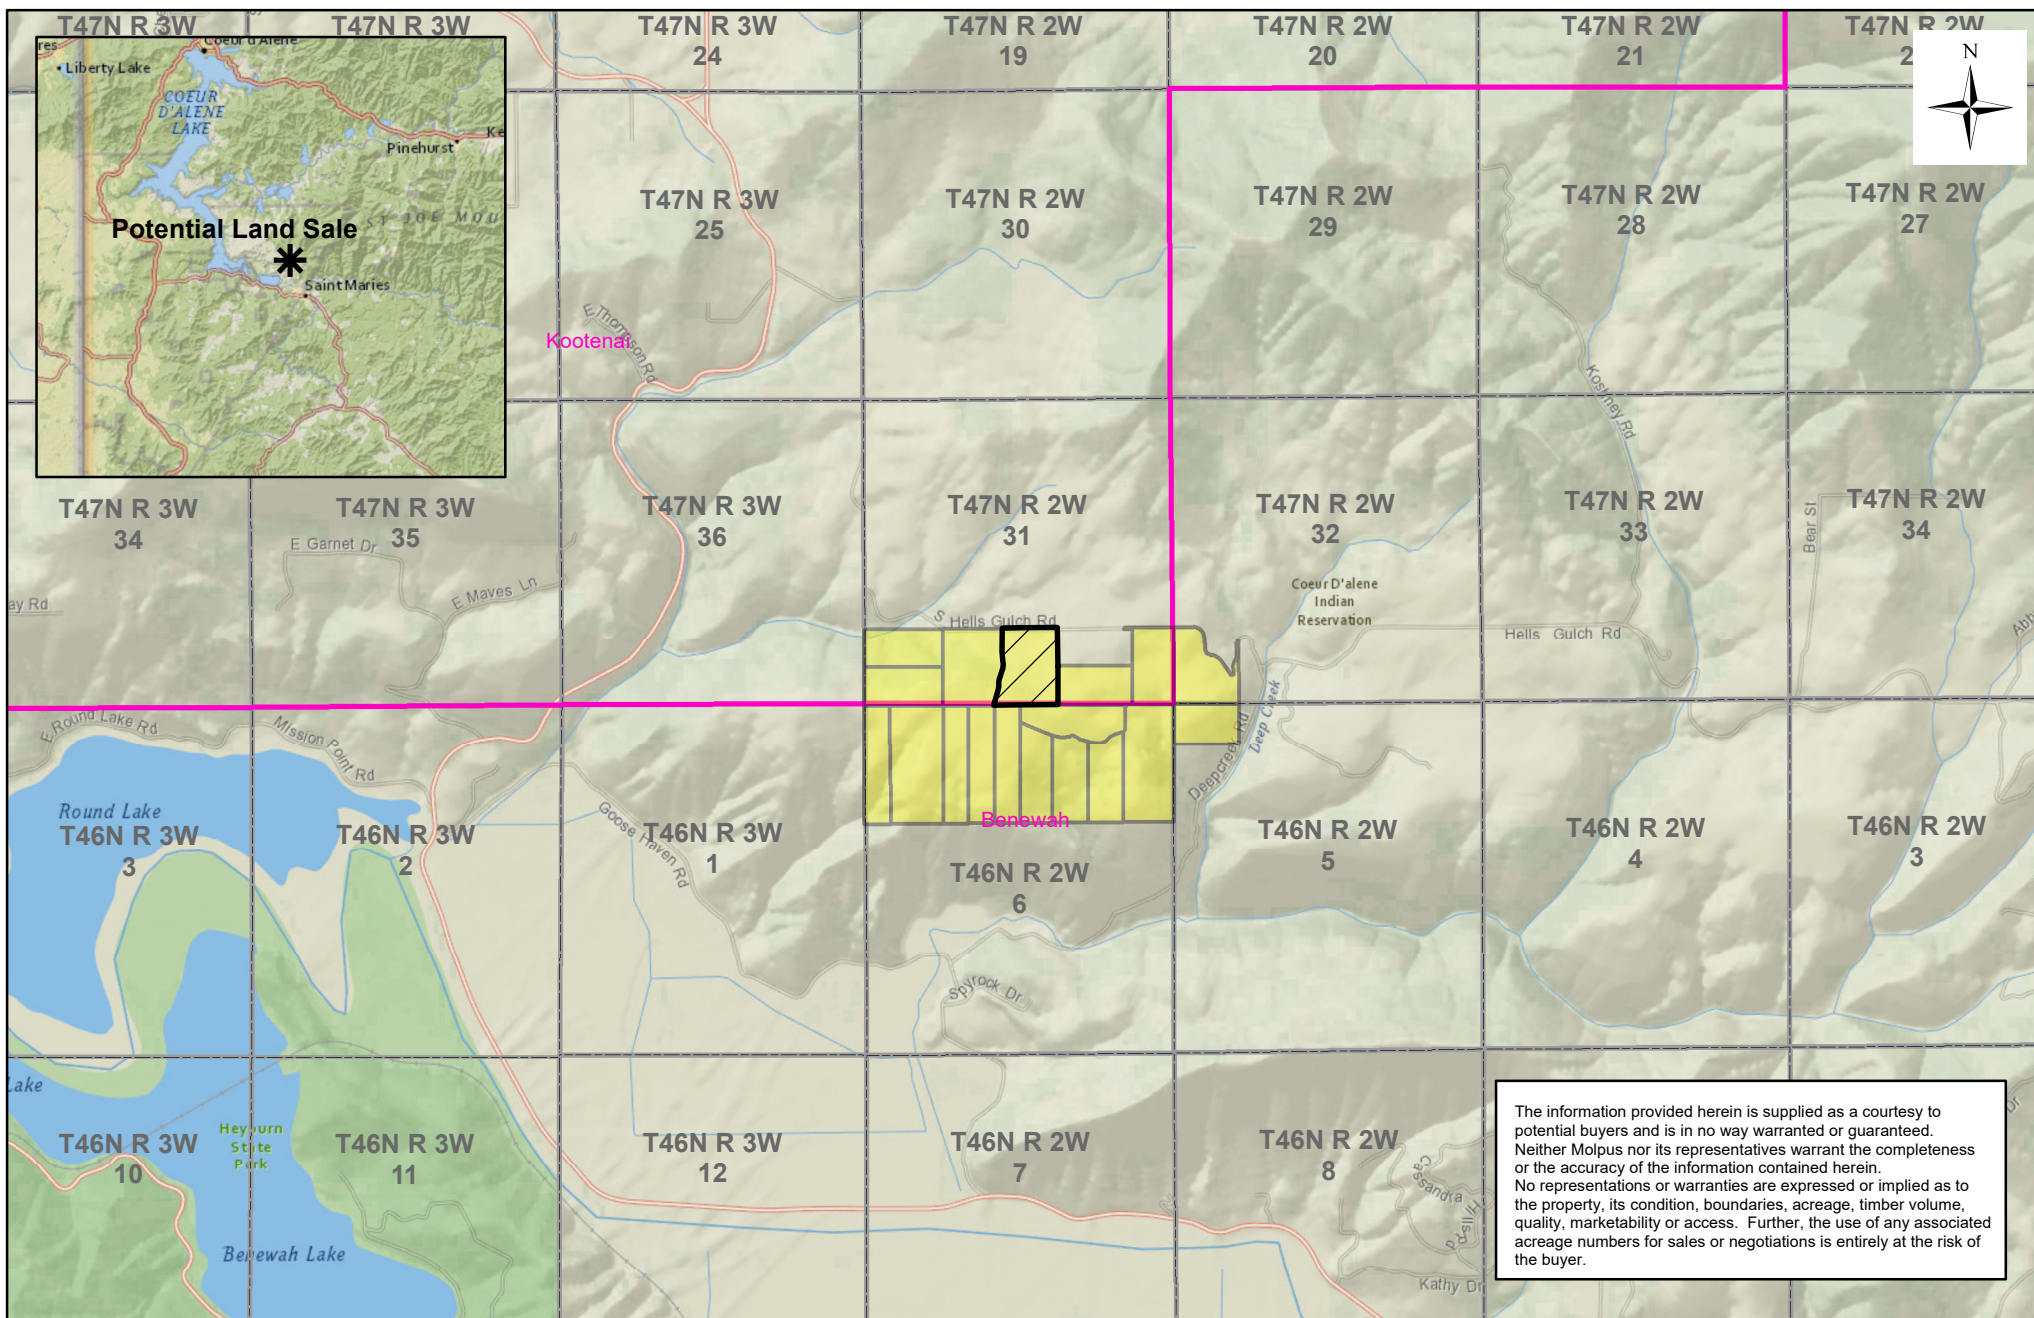 T47N R 3W
T47N R 3W
T47N R 3W
24
T47N R 2W
19
T47N R 2W
20
T47N R 2W
21
T47N R 2W
N
Coeur d'Alene
Liberty Lake
COEUR
D'ALENE
LAKE
Pinehurst
Potential Land Sale
Saint Maries
T47N R 3W
25
T47N R 2W
30
T47N R 2W
29
T47N R 2W
28
T47N R 2W
27
E Thompson Rd
Kootenai
T47N R 3W
34
T47N R 3W
35
T47N R 3W
36
T47N R 2W
31
T47N R 2W
32
T47N R 2W
33
T47N R 2W
34
Bear St
E Garnet Dr
E Maves Ln
ay Rd
S Hells Gulch Rd
Coeur D'alene
Indian
Reservation
Hells Gulch Rd
E Round Lake Rd
Mission Point Rd
Deepcreek Rd
Deep Creek
Round Lake
T46N R 3W
3
T46N R 3W
2
Goose Haven Rd
T46N R 3W
1
Benewah
T46N R 2W
6
T46N R 2W
5
T46N R 2W
4
T46N R 2W
3
Spyrock Dr
Lake
T46N R 3W
10
Heyburn
State
Park
T46N R 3W
11
T46N R 3W
12
T46N R 2W
7
T46N R 2W
8
Benewah Lake
Cassandra Hills Rd
Kathy Dr
Dr
The information provided herein is supplied as a courtesy to
potential buyers and is in no way warranted or guaranteed.
Neither Molpus nor its representatives warrant the completeness
or the accuracy of the information contained herein.
No representations or warranties are expressed or implied as to
the property, its condition, boundaries, acreage, timber volume,
quality, marketability or access. Further, the use of any associated
acreage numbers for sales or negotiations is entirely at the risk of
the buyer.